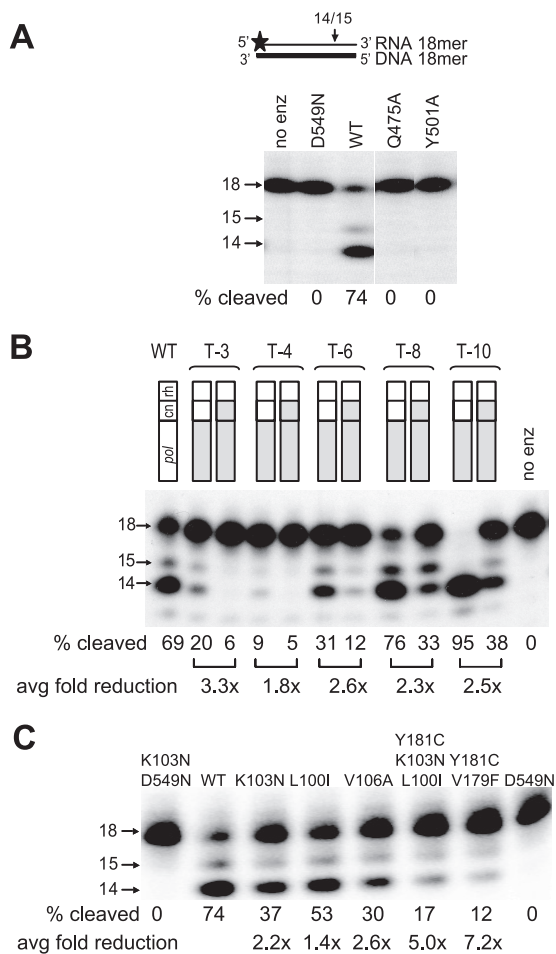 A
14/15
5' 3' RNA 18mer
3' 5' DNA 18mer
no enz D549N WT Q475A Y501A
18
15
14
% cleaved 0 74 0 0
B
WT T-3 T-4 T-6 T-8 T-10
rh
cn
pol
no enz
18
15
14
% cleaved 69 20 6 9 5 31 12 76 33 95 38 0
avg fold reduction 3.3x 1.8x 2.6x 2.3x 2.5x
C
Y181C
K103N K103N Y181C
D549N WT K103N L100I V106A L100I V179F D549N
18
15
14
% cleaved 0 74 37 53 30 17 12 0
avg fold reduction 2.2x 1.4x 2.6x 5.0x 7.2x